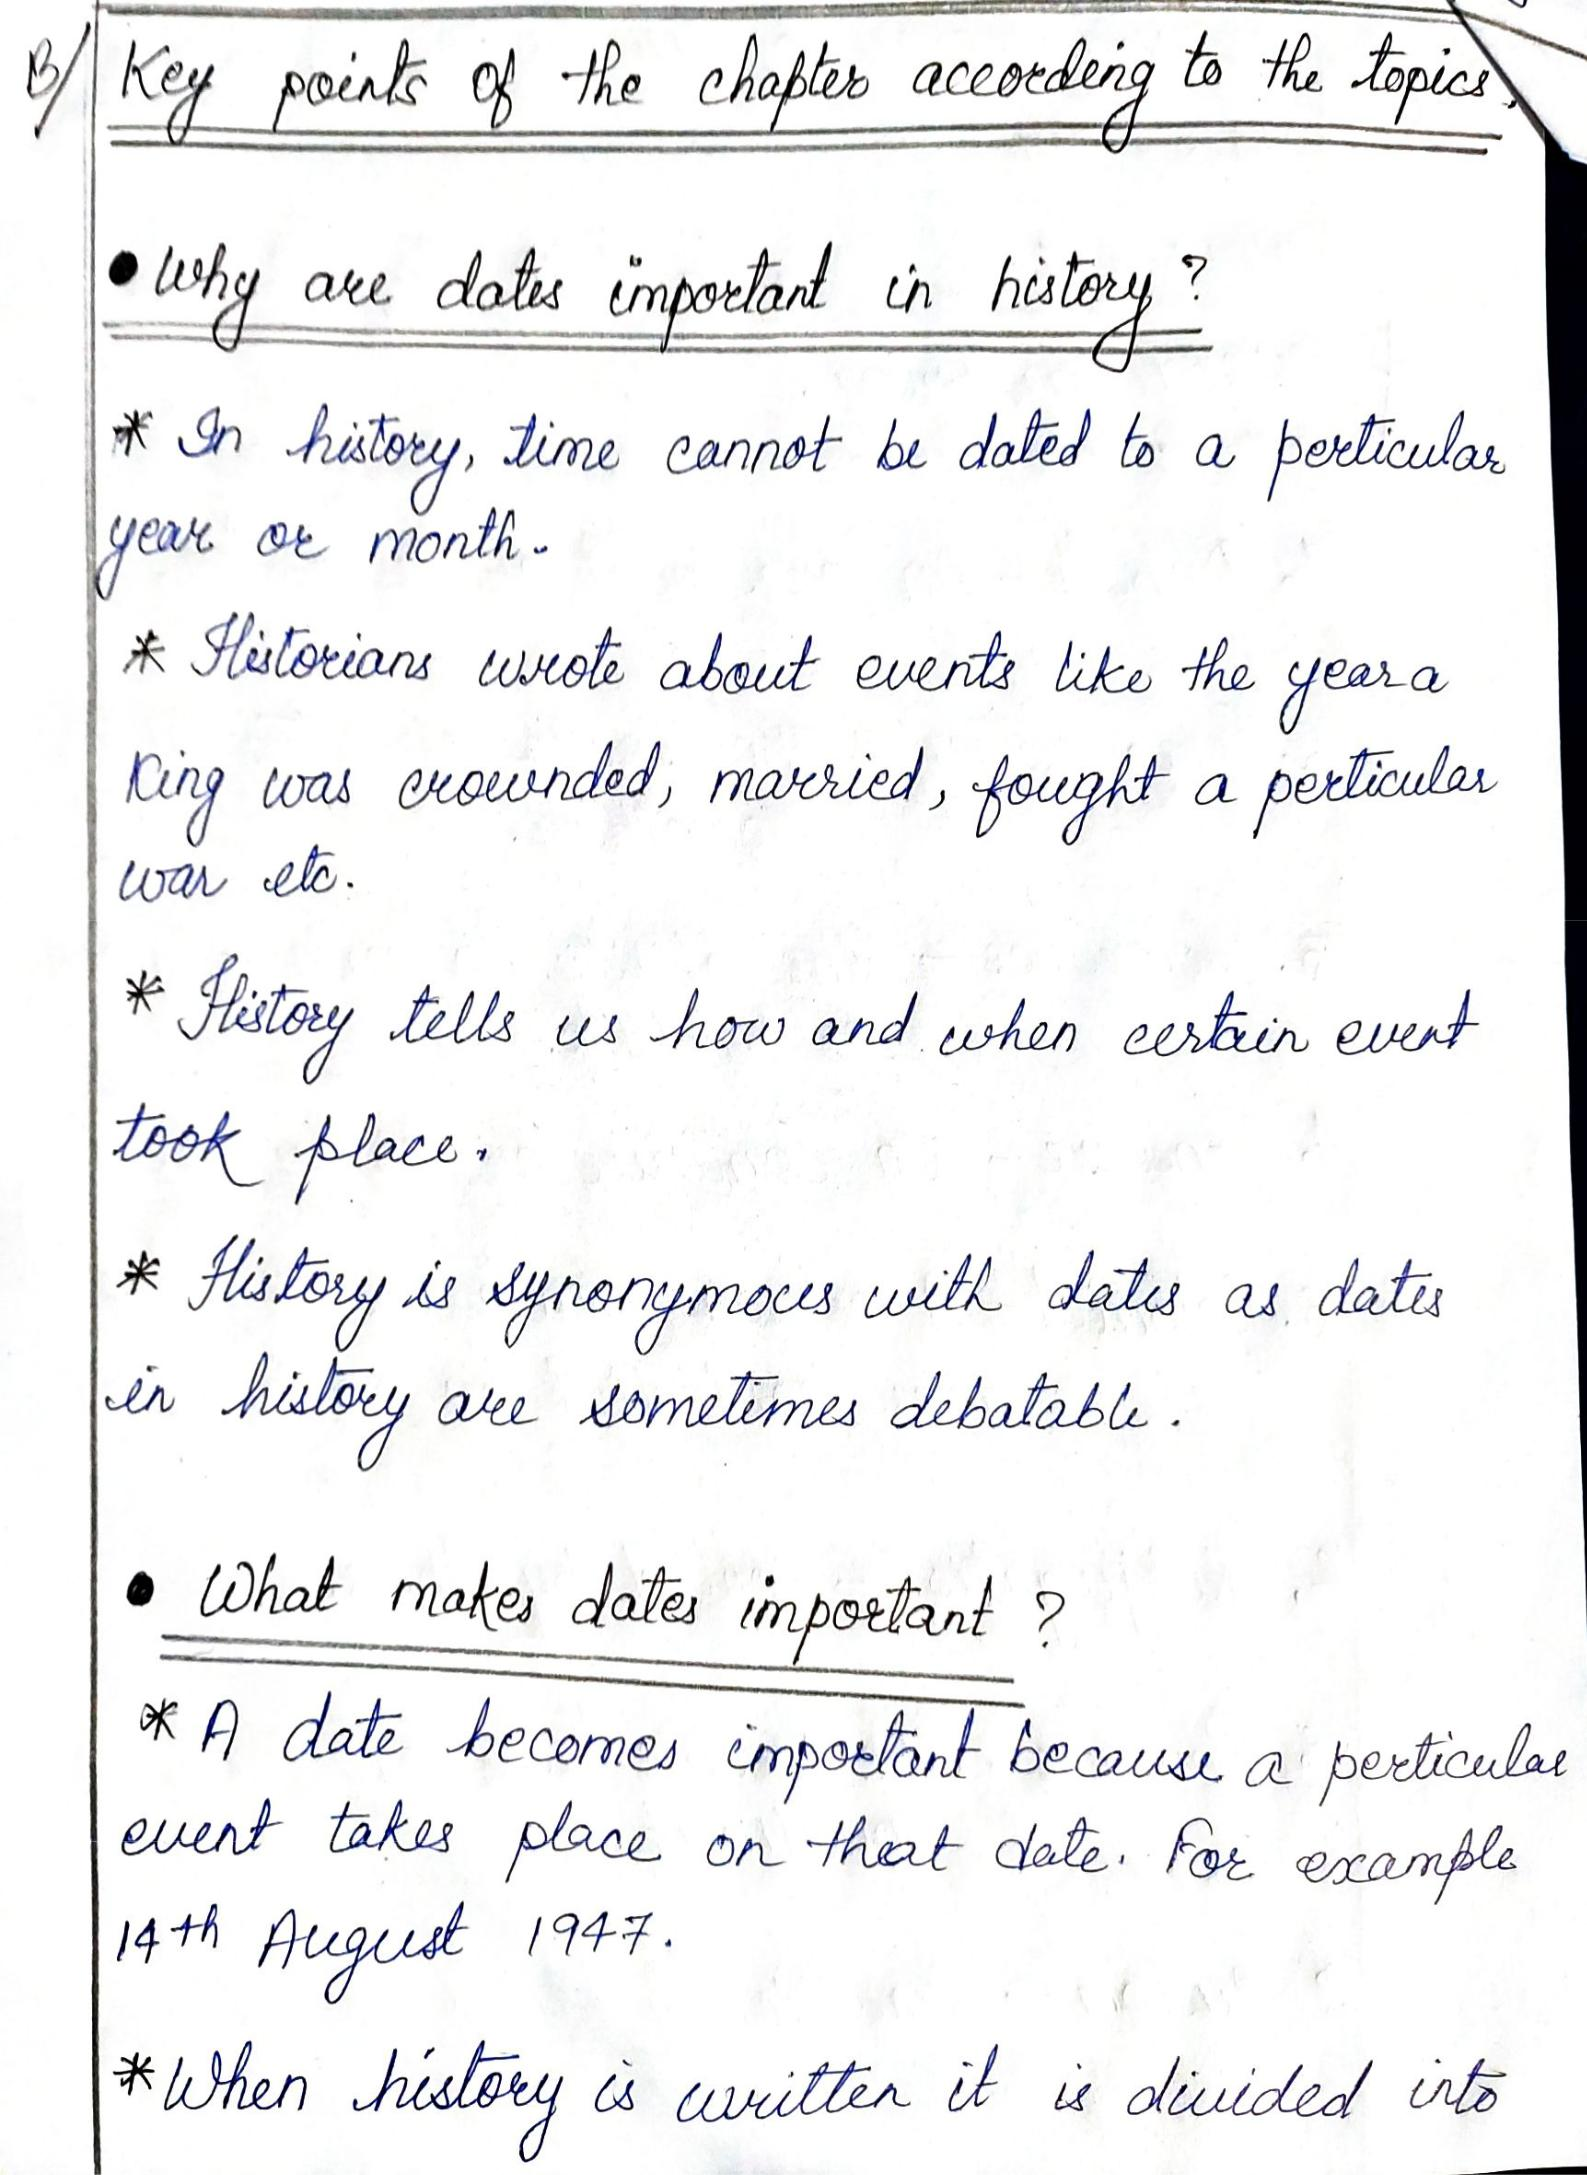 B/ Key points of the chapter according to the topics.
• Why are dates important in history?
* In history, time cannot be dated to a perticular
year or month.
* Historians wrote about events like the year a
King was crownded, married, fought a perticular
war etc.
* History tells us how and when certain event
took place.
* History is synonymous with dates as dates
in history are sometimes debatable.
• What makes dates important ?
* A date becomes important because a perticular
event takes place on that date. For example
14th August 1947.
* When history is written it is divided into